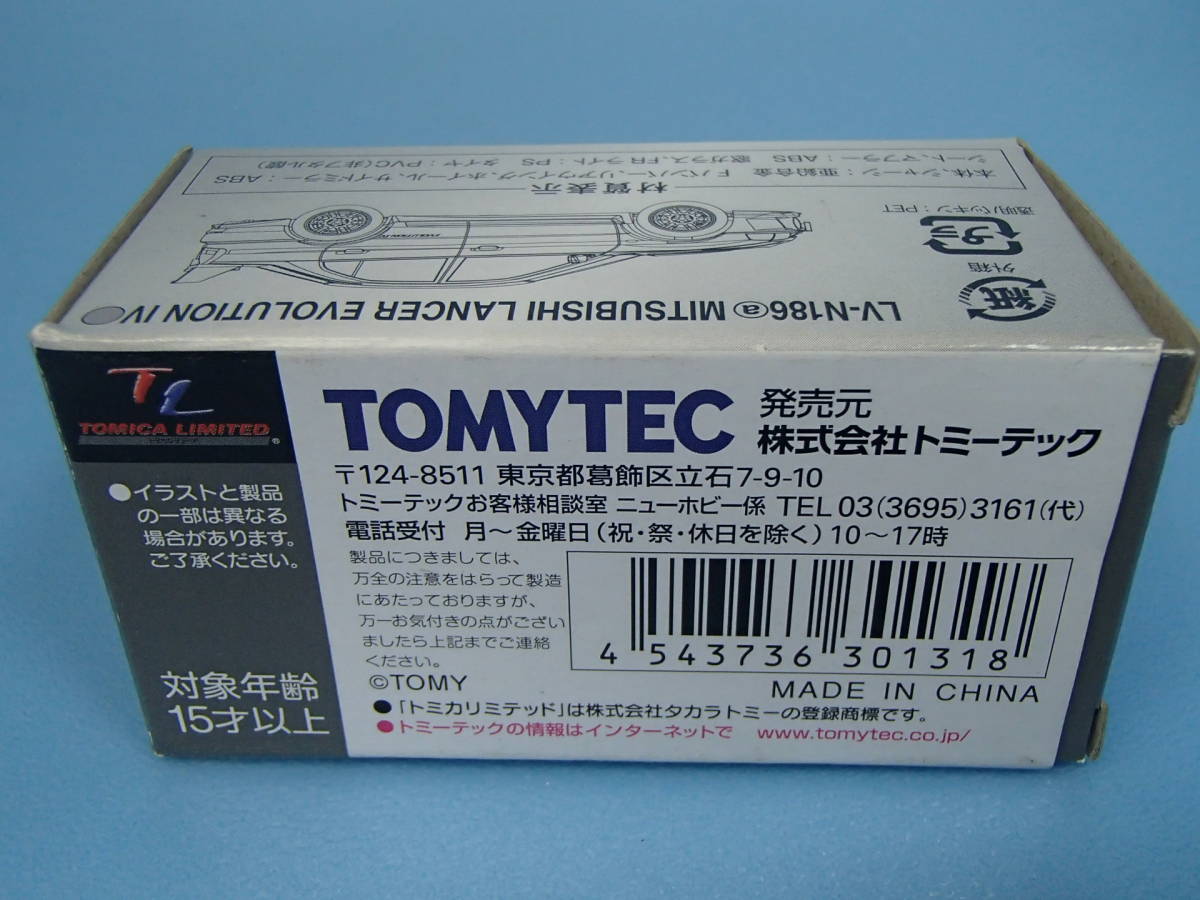 材質表示
本体、シャーシ：亜鉛合金　Fバンパー、リアウイング、ホイール、サイドミラー：ABS
シート、マフラー：ABS　窓ガラス、F.Rライト：PS　タイヤ：PVC(非フタル酸)
透明パッキン：PET
プラ
外箱
紙
LV-N186ⓐ MITSUBISHI LANCER EVOLUTION IV
EVOLUTION IV
TL
TOMICA LIMITED
®
●イラストと製品
の一部は異なる
場合があります。
ご了承ください。
対象年齢
15才以上
TOMYTEC
発売元
株式会社トミーテック
〒124-8511 東京都葛飾区立石7-9-10
トミーテックお客様相談室 ニューホビー係 TEL 03(3695)3161(代)
電話受付 月～金曜日(祝・祭・休日を除く)10～17時
製品につきましては、
万全の注意をはらって製造
にあたっておりますが、
万一お気付きの点がござい
ましたら上記までご連絡
ください。
©TOMY
4 543736 301318
MADE IN CHINA
●「トミカリミテッド」は株式会社タカラトミーの登録商標です。
●トミーテックの情報はインターネットで www.tomytec.co.jp/